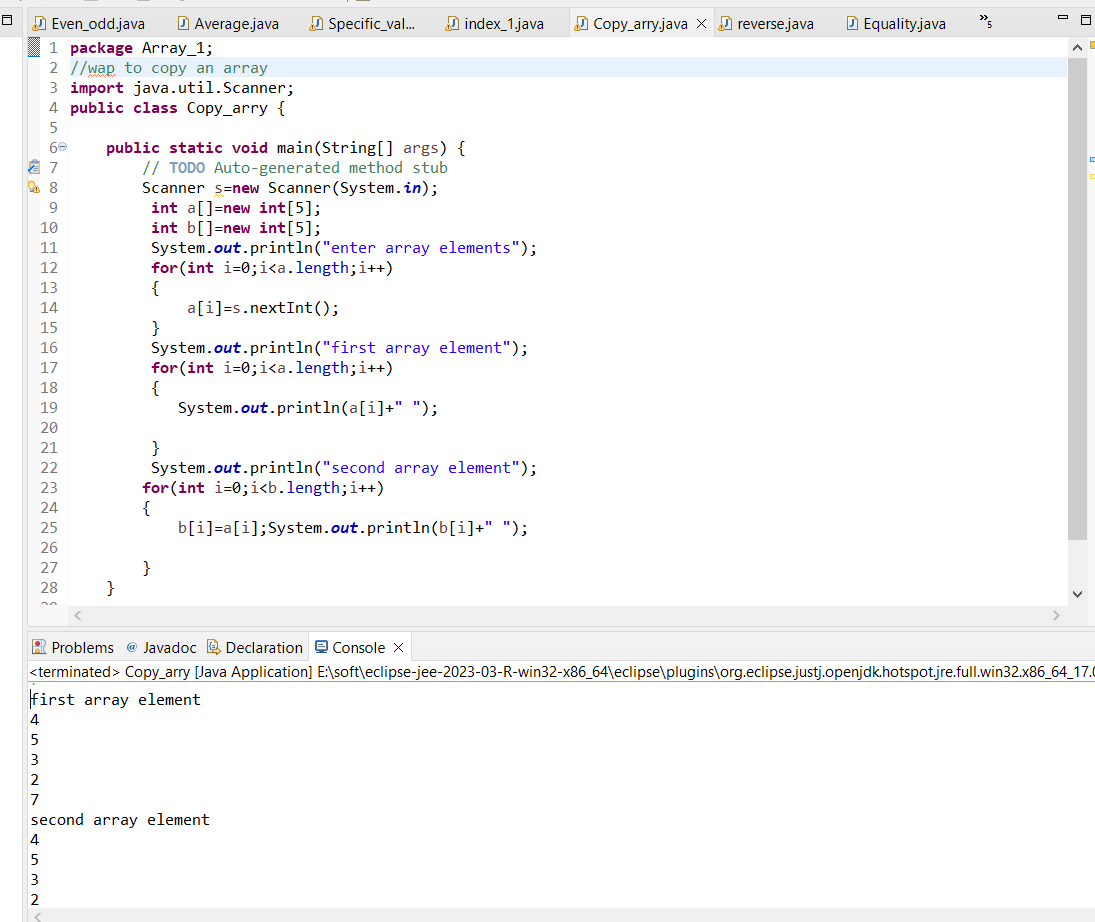 Even_odd.java Average.java Specific_val... index_1.java Copy_arry.java reverse.java Equality.java »5
1 package Array_1;
2 //wap to copy an array
3 import java.util.Scanner;
4 public class Copy_arry {
5
6 public static void main(String[] args) {
7 // TODO Auto-generated method stub
8 Scanner s=new Scanner(System.in);
9 int a[]=new int[5];
10 int b[]=new int[5];
11 System.out.println("enter array elements");
12 for(int i=0;i<a.length;i++)
13 {
14 a[i]=s.nextInt();
15 }
16 System.out.println("first array element");
17 for(int i=0;i<a.length;i++)
18 {
19 System.out.println(a[i]+" ");
20
21 }
22 System.out.println("second array element");
23 for(int i=0;i<b.length;i++)
24 {
25 b[i]=a[i];System.out.println(b[i]+" ");
26
27 }
28 }
Problems @ Javadoc Declaration Console
<terminated> Copy_arry [Java Application] E:\soft\eclipse-jee-2023-03-R-win32-x86_64\eclipse\plugins\org.eclipse.justj.openjdk.hotspot.jre.full.win32.x86_64_17.0
first array element
4
5
3
2
7
second array element
4
5
3
2